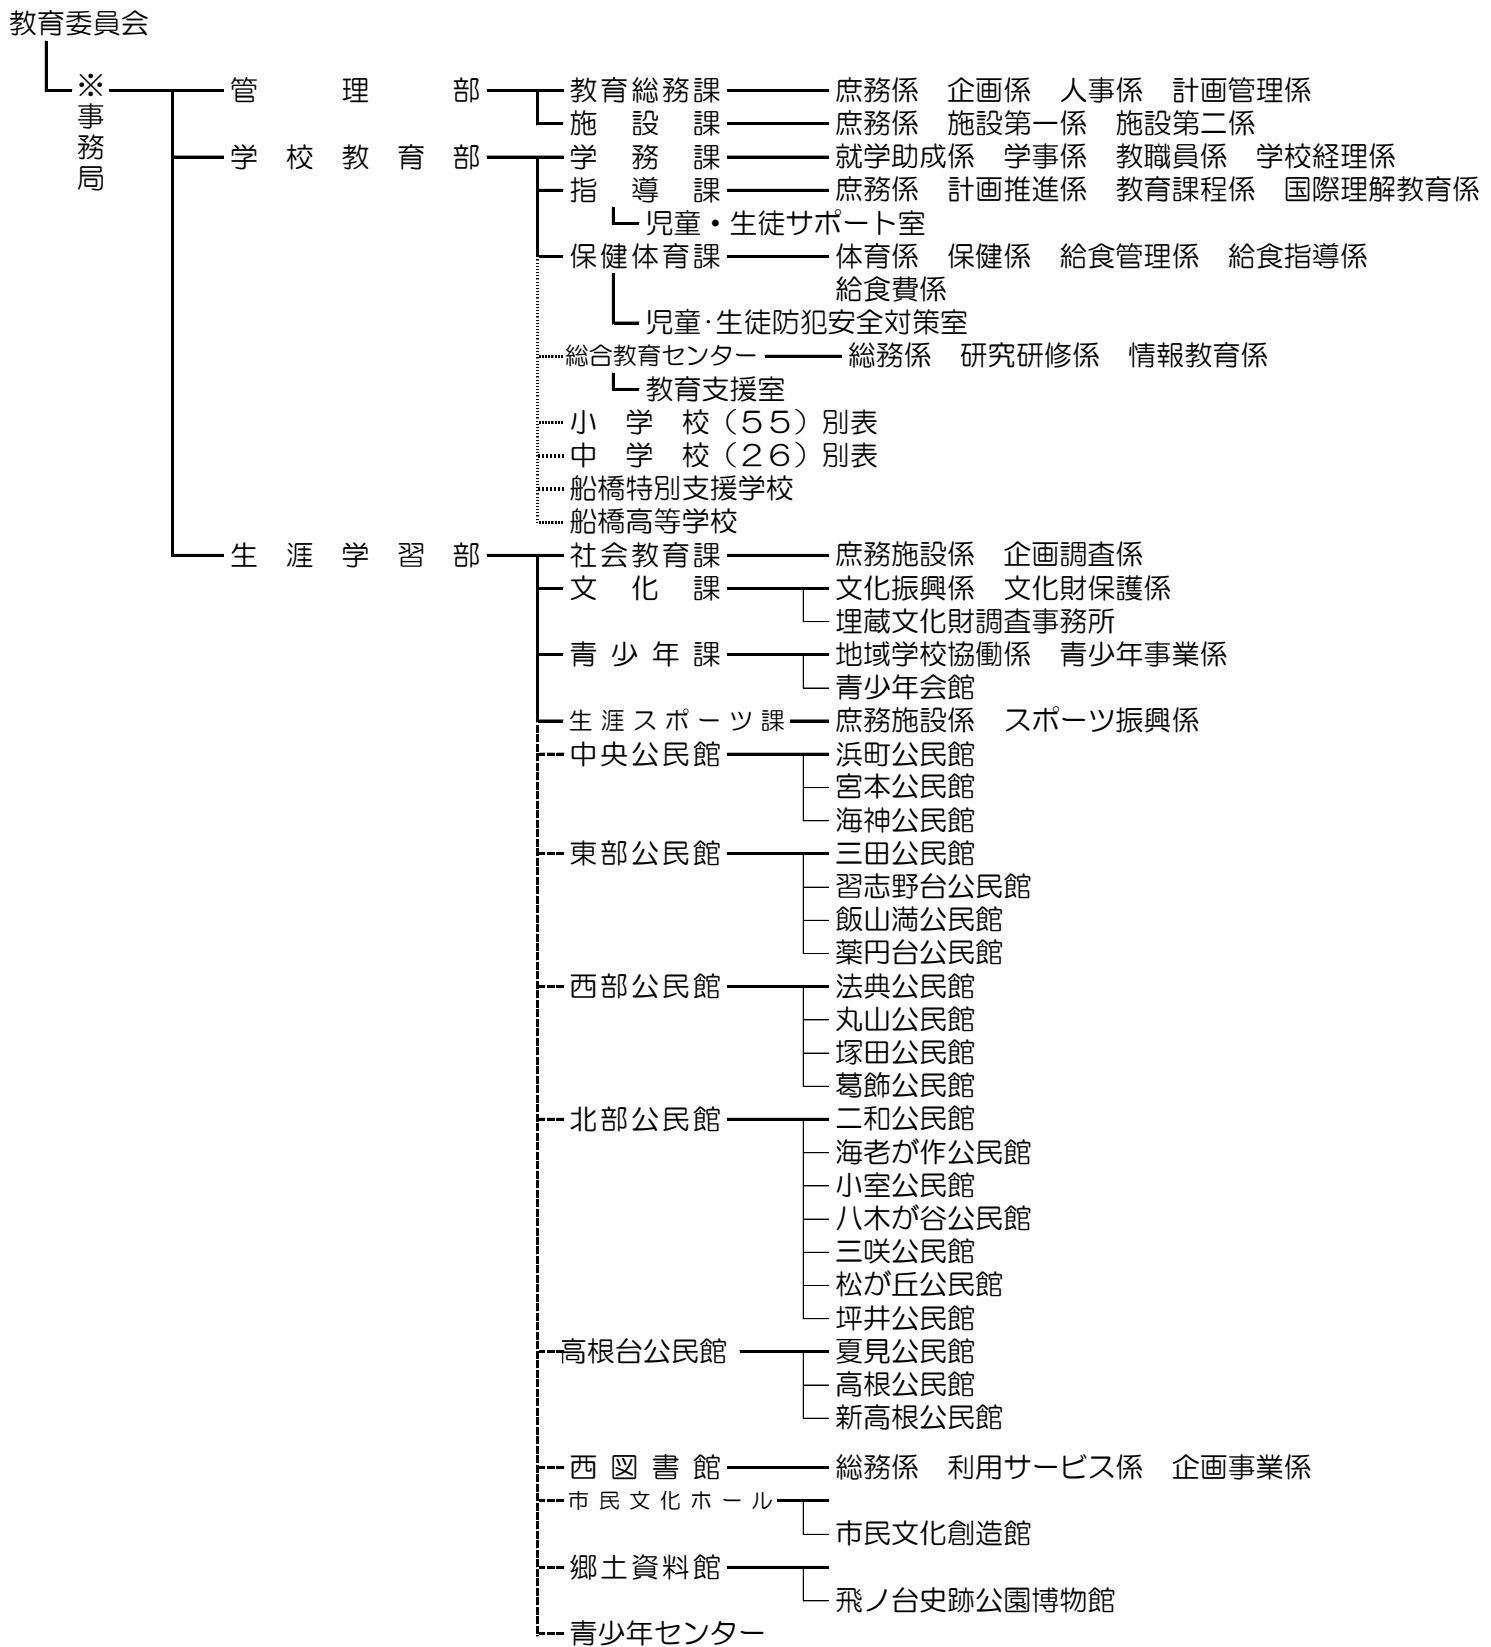 教育委員会
※事務局
管理部 教育総務課 庶務係 企画係 人事係 計画管理係
施設課 庶務係 施設第一係 施設第二係
学校教育部 学務課 就学助成係 学事係 教職員係 学校経理係
指導課 庶務係 計画推進係 教育課程係 国際理解教育係
児童・生徒サポート室
保健体育課 体育係 保健係 給食管理係 給食指導係
給食費係
児童・生徒防犯安全対策室
総合教育センター 総務係 研究研修係 情報教育係
教育支援室
小学校（５５）別表
中学校（２６）別表
船橋特別支援学校
船橋高等学校
生涯学習部 社会教育課 庶務施設係 企画調査係
文化課 文化振興係 文化財保護係
埋蔵文化財調査事務所
青少年課 地域学校協働係 青少年事業係
青少年会館
生涯スポーツ課 庶務施設係 スポーツ振興係
中央公民館 浜町公民館
宮本公民館
海神公民館
東部公民館 三田公民館
習志野台公民館
飯山満公民館
薬円台公民館
西部公民館 法典公民館
丸山公民館
塚田公民館
葛飾公民館
北部公民館 二和公民館
海老が作公民館
小室公民館
八木が谷公民館
三咲公民館
松が丘公民館
坪井公民館
高根台公民館 夏見公民館
高根公民館
新高根公民館
西図書館 総務係 利用サービス係 企画事業係
市民文化ホール
市民文化創造館
郷土資料館
飛ノ台史跡公園博物館
青少年センター